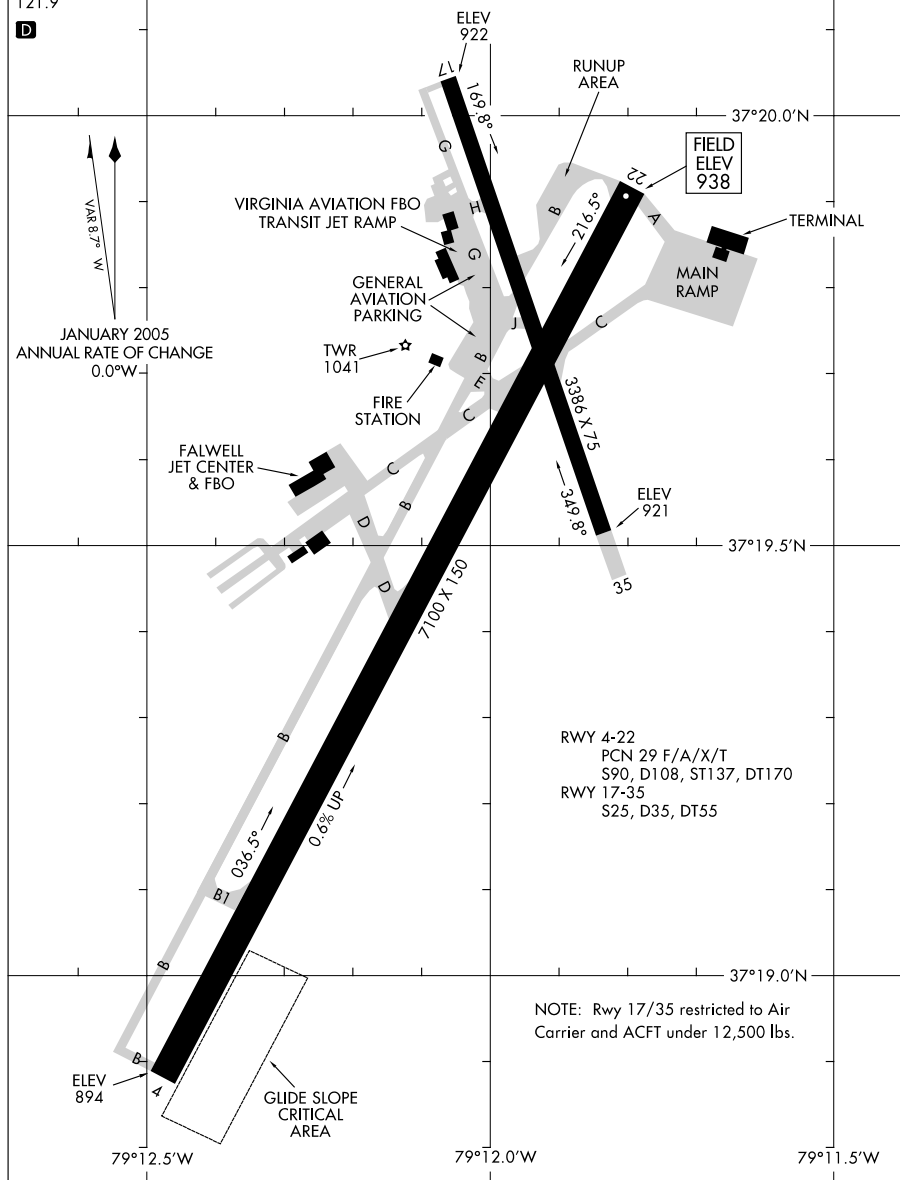 121.9
D
ELEV
922
17
169.8°
RUNUP
AREA
37°20.0'N
FIELD
ELEV
938
22
G
VAR 8.7° W
VIRGINIA AVIATION FBO
TRANSIT JET RAMP
H
B
216.5°
A
TERMINAL
G
MAIN
RAMP
GENERAL
AVIATION
PARKING
J
C
JANUARY 2005
ANNUAL RATE OF CHANGE
0.0°W
TWR
1041
B
E
FIRE
STATION
C
3386 X 75
FALWELL
JET CENTER
& FBO
C
B
D
349.8°
ELEV
921
37°19.5'N
D
7100 X 150
35
B
RWY 4-22
PCN 29 F/A/X/T
S90, D108, ST137, DT170
RWY 17-35
S25, D35, DT55
036.5°
0.6% UP
B1
B
37°19.0'N
NOTE: Rwy 17/35 restricted to Air
Carrier and ACFT under 12,500 lbs.
B
ELEV
894
4
GLIDE SLOPE
CRITICAL
AREA
79°12.5'W
79°12.0'W
79°11.5'W